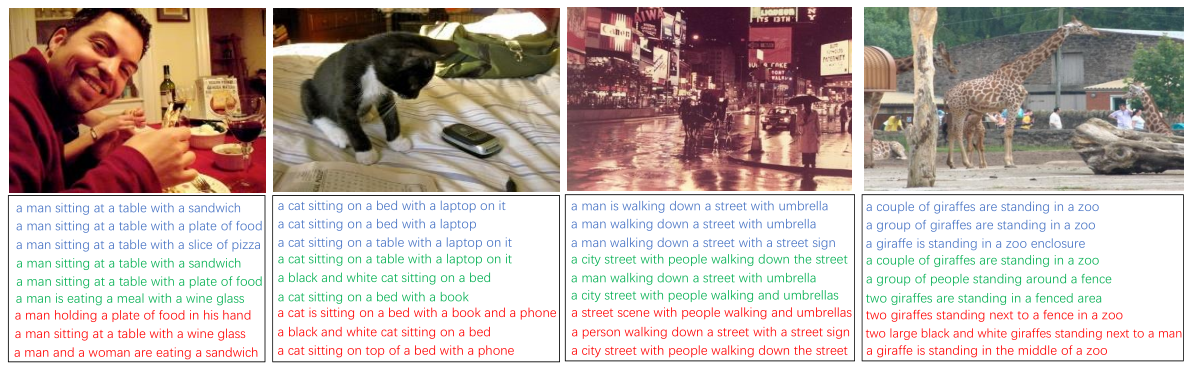 LIQUEUR
ITS 13TH
AIWA
Canadian
a man sitting at a table with a sandwich
a man sitting at a table with a plate of food
a man sitting at a table with a slice of pizza
a man sitting at a table with a sandwich
a man sitting at a table with a plate of food
a man is eating a meal with a wine glass
a man holding a plate of food in his hand
a man sitting at a table with a wine glass
a man and a woman are eating a sandwich
a cat sitting on a bed with a laptop on it
a cat sitting on a bed with a laptop
a cat sitting on a table with a laptop on it
a cat sitting on a table with a laptop on it
a black and white cat sitting on a bed
a cat sitting on a bed with a book
a cat is sitting on a bed with a book and a phone
a black and white cat sitting on a bed
a cat sitting on top of a bed with a phone
a man is walking down a street with umbrella
a man walking down a street with umbrella
a man walking down a street with a street sign
a city street with people walking down the street
a man walking down a street with umbrella
a city street with people walking and umbrellas
a street scene with people walking and umbrellas
a person walking down a street with a street sign
a city street with people walking down the street
a couple of giraffes are standing in a zoo
a group of giraffes are standing in a zoo
a giraffe is standing in a zoo enclosure
a couple of giraffes are standing in a zoo
a group of people standing around a fence
two giraffes are standing in a fenced area
two giraffes standing next to a fence in a zoo
two large black and white giraffes standing next to a man
a giraffe is standing in the middle of a zoo